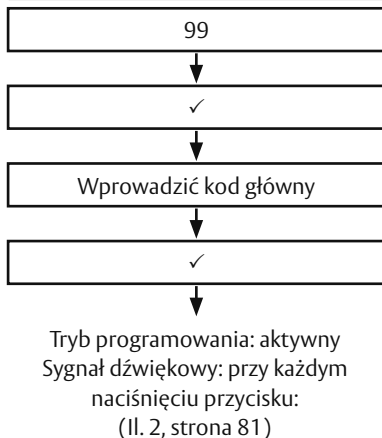 99
✓
Wprowadzić kod główny
✓
Tryb programowania: aktywny
Sygnał dźwiękowy: przy każdym
naciśnięciu przycisku:
(Il. 2, strona 81)